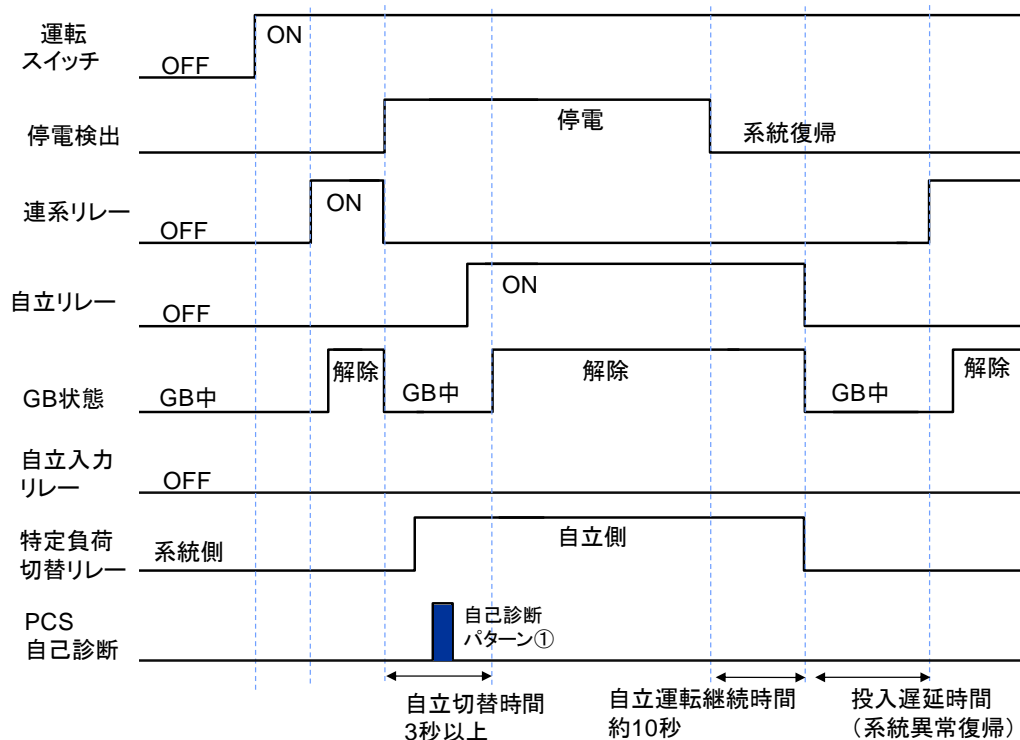 運転
スイッチ
OFF
ON
停電検出
停電
系統復帰
連系リレー
OFF
ON
自立リレー
OFF
ON
GB状態
GB中
解除
GB中
解除
GB中
解除
自立入力
リレー
OFF
特定負荷
切替リレー
系統側
自立側
PCS
自己診断
自己診断
パターン①
自立切替時間
3秒以上
自立運転継続時間
約10秒
投入遅延時間
（系統異常復帰）